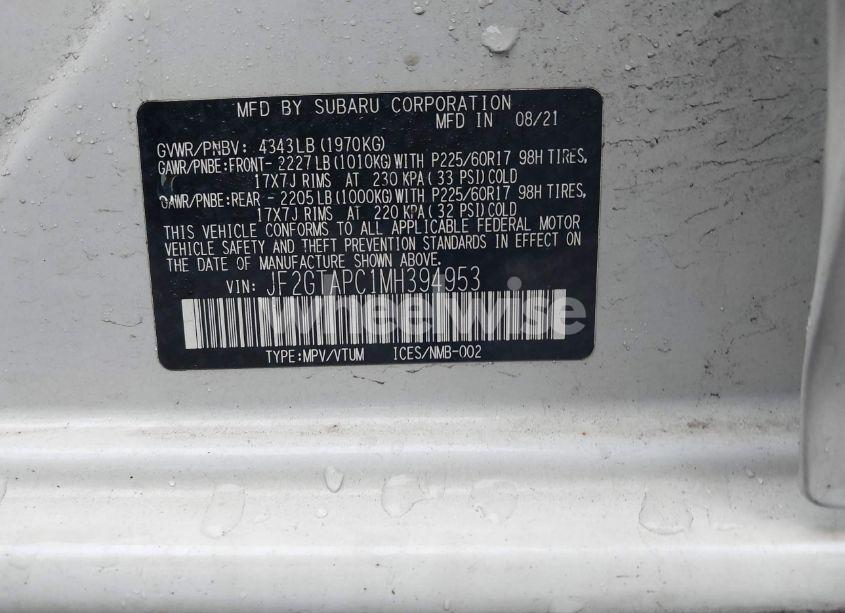 MFD BY SUBARU CORPORATION
MFD IN 08/21
GVWR/PNBV: 4343LB (1970KG)
GAWR/PNBE:FRONT- 2227LB (1010KG) WITH P225/60R17 98H TIRES,
17X7J RIMS AT 230 KPA( 33 PSI) COLD
GAWR/PNBE:REAR - 2205LB (1000KG) WITH P225/60R17 98H TIRES,
17X7J RIMS AT 220 KPA( 32 PSI) COLD
THIS VEHICLE CONFORMS TO ALL APPLICABLE FEDERAL MOTOR
VEHICLE SAFETY AND THEFT PREVENTION STANDARDS IN EFFECT ON
THE DATE OF MANUFACTURE SHOWN ABOVE.
VIN: JF2GTAPC1MH394953
wheelwise
TYPE:MPV/VTUM ICES/NMB-002